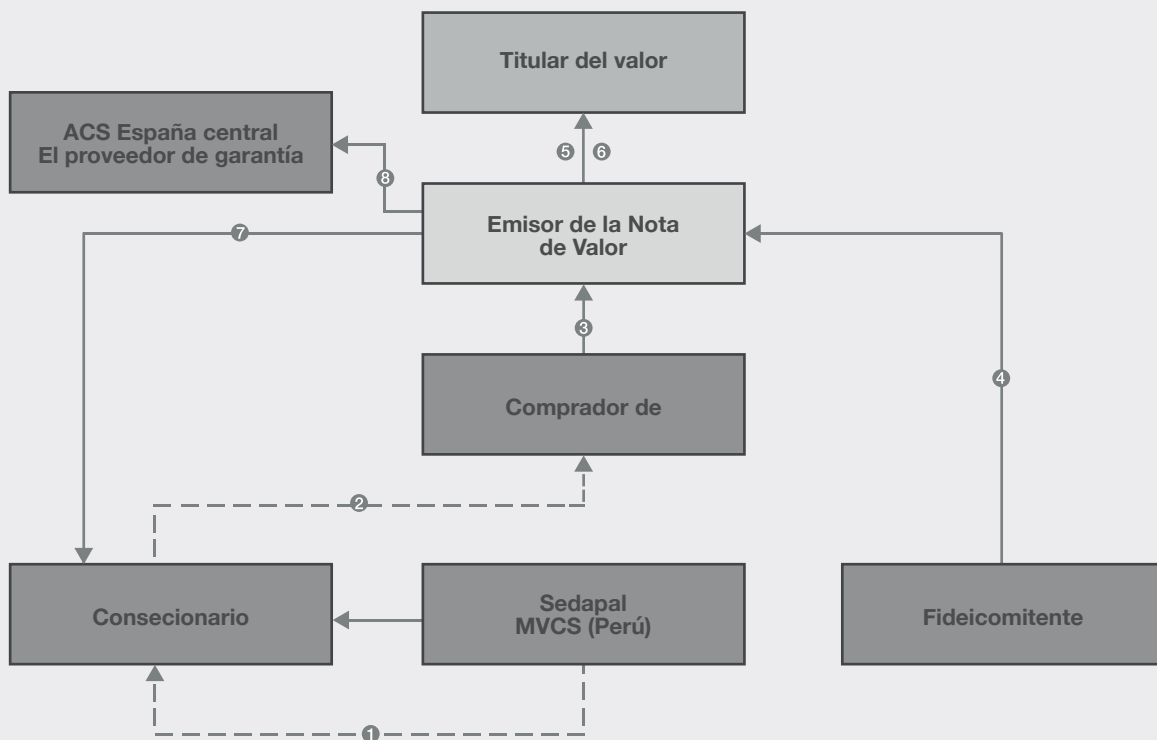 Titular del valor
ACS España central
El proveedor de garantía
5 6
8
Emisor de la Nota
de Valor
7
3
4
Comprador de
2
Consecionario
Sedapal
MVCS (Perú)
Fideicomitente
1